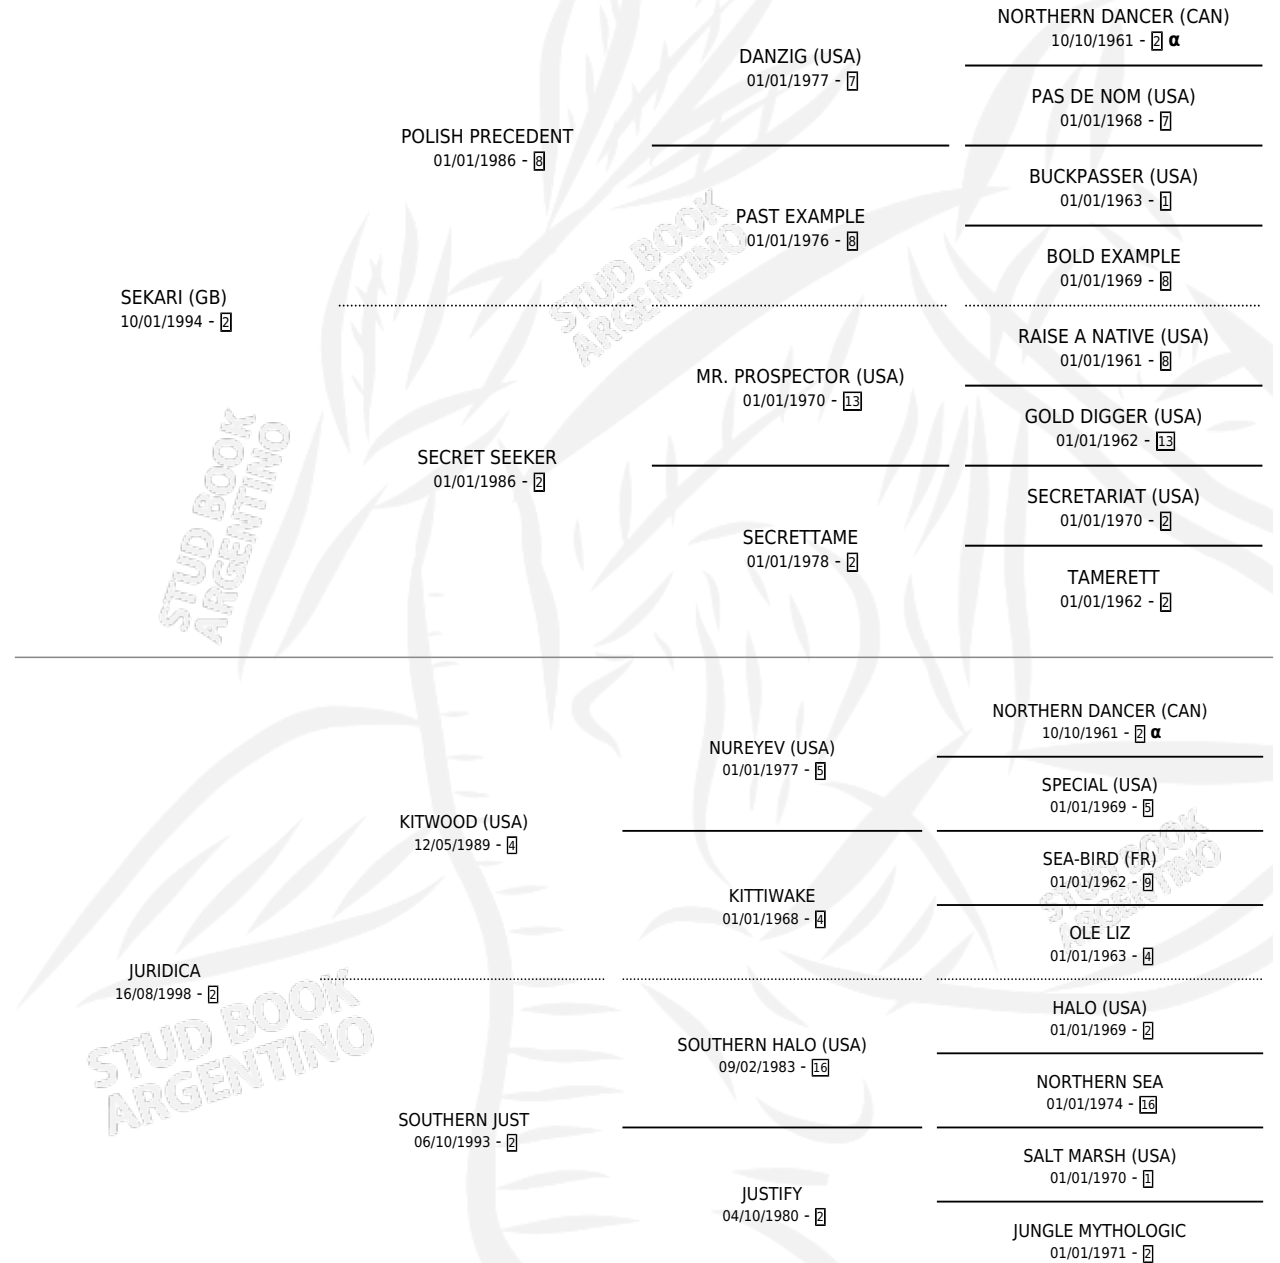 NORTHERN DANCER (CAN)
10/10/1961 - 2 α
DANZIG (USA)
01/01/1977 - 7
PAS DE NOM (USA)
01/01/1968 - 7
POLISH PRECEDENT
01/01/1986 - 8
BUCKPASSER (USA)
01/01/1963 - 1
PAST EXAMPLE
01/01/1976 - 8
BOLD EXAMPLE
01/01/1969 - 8
SEKARI (GB)
10/01/1994 - 2
RAISE A NATIVE (USA)
01/01/1961 - 8
MR. PROSPECTOR (USA)
01/01/1970 - 13
GOLD DIGGER (USA)
01/01/1962 - 13
SECRET SEEKER
01/01/1986 - 2
SECRETARIAT (USA)
01/01/1970 - 2
SECRETTAME
01/01/1978 - 2
TAMERETT
01/01/1962 - 2
NORTHERN DANCER (CAN)
10/10/1961 - 2 α
NUREYEV (USA)
01/01/1977 - 5
SPECIAL (USA)
01/01/1969 - 5
KITWOOD (USA)
12/05/1989 - 4
SEA-BIRD (FR)
01/01/1962 - 9
KITTIWAKE
01/01/1968 - 4
OLE LIZ
01/01/1963 - 4
JURIDICA
16/08/1998 - 2
HALO (USA)
01/01/1969 - 2
SOUTHERN HALO (USA)
09/02/1983 - 16
NORTHERN SEA
01/01/1974 - 16
SOUTHERN JUST
06/10/1993 - 2
SALT MARSH (USA)
01/01/1970 - 1
JUSTIFY
04/10/1980 - 2
JUNGLE MYTHOLOGIC
01/01/1971 - 2
STUD BOOK
ARGENTINO
STUD BOOK
ARGENTINO
STUD BOOK
ARGENTINO
STUD BOOK
ARGENTINO